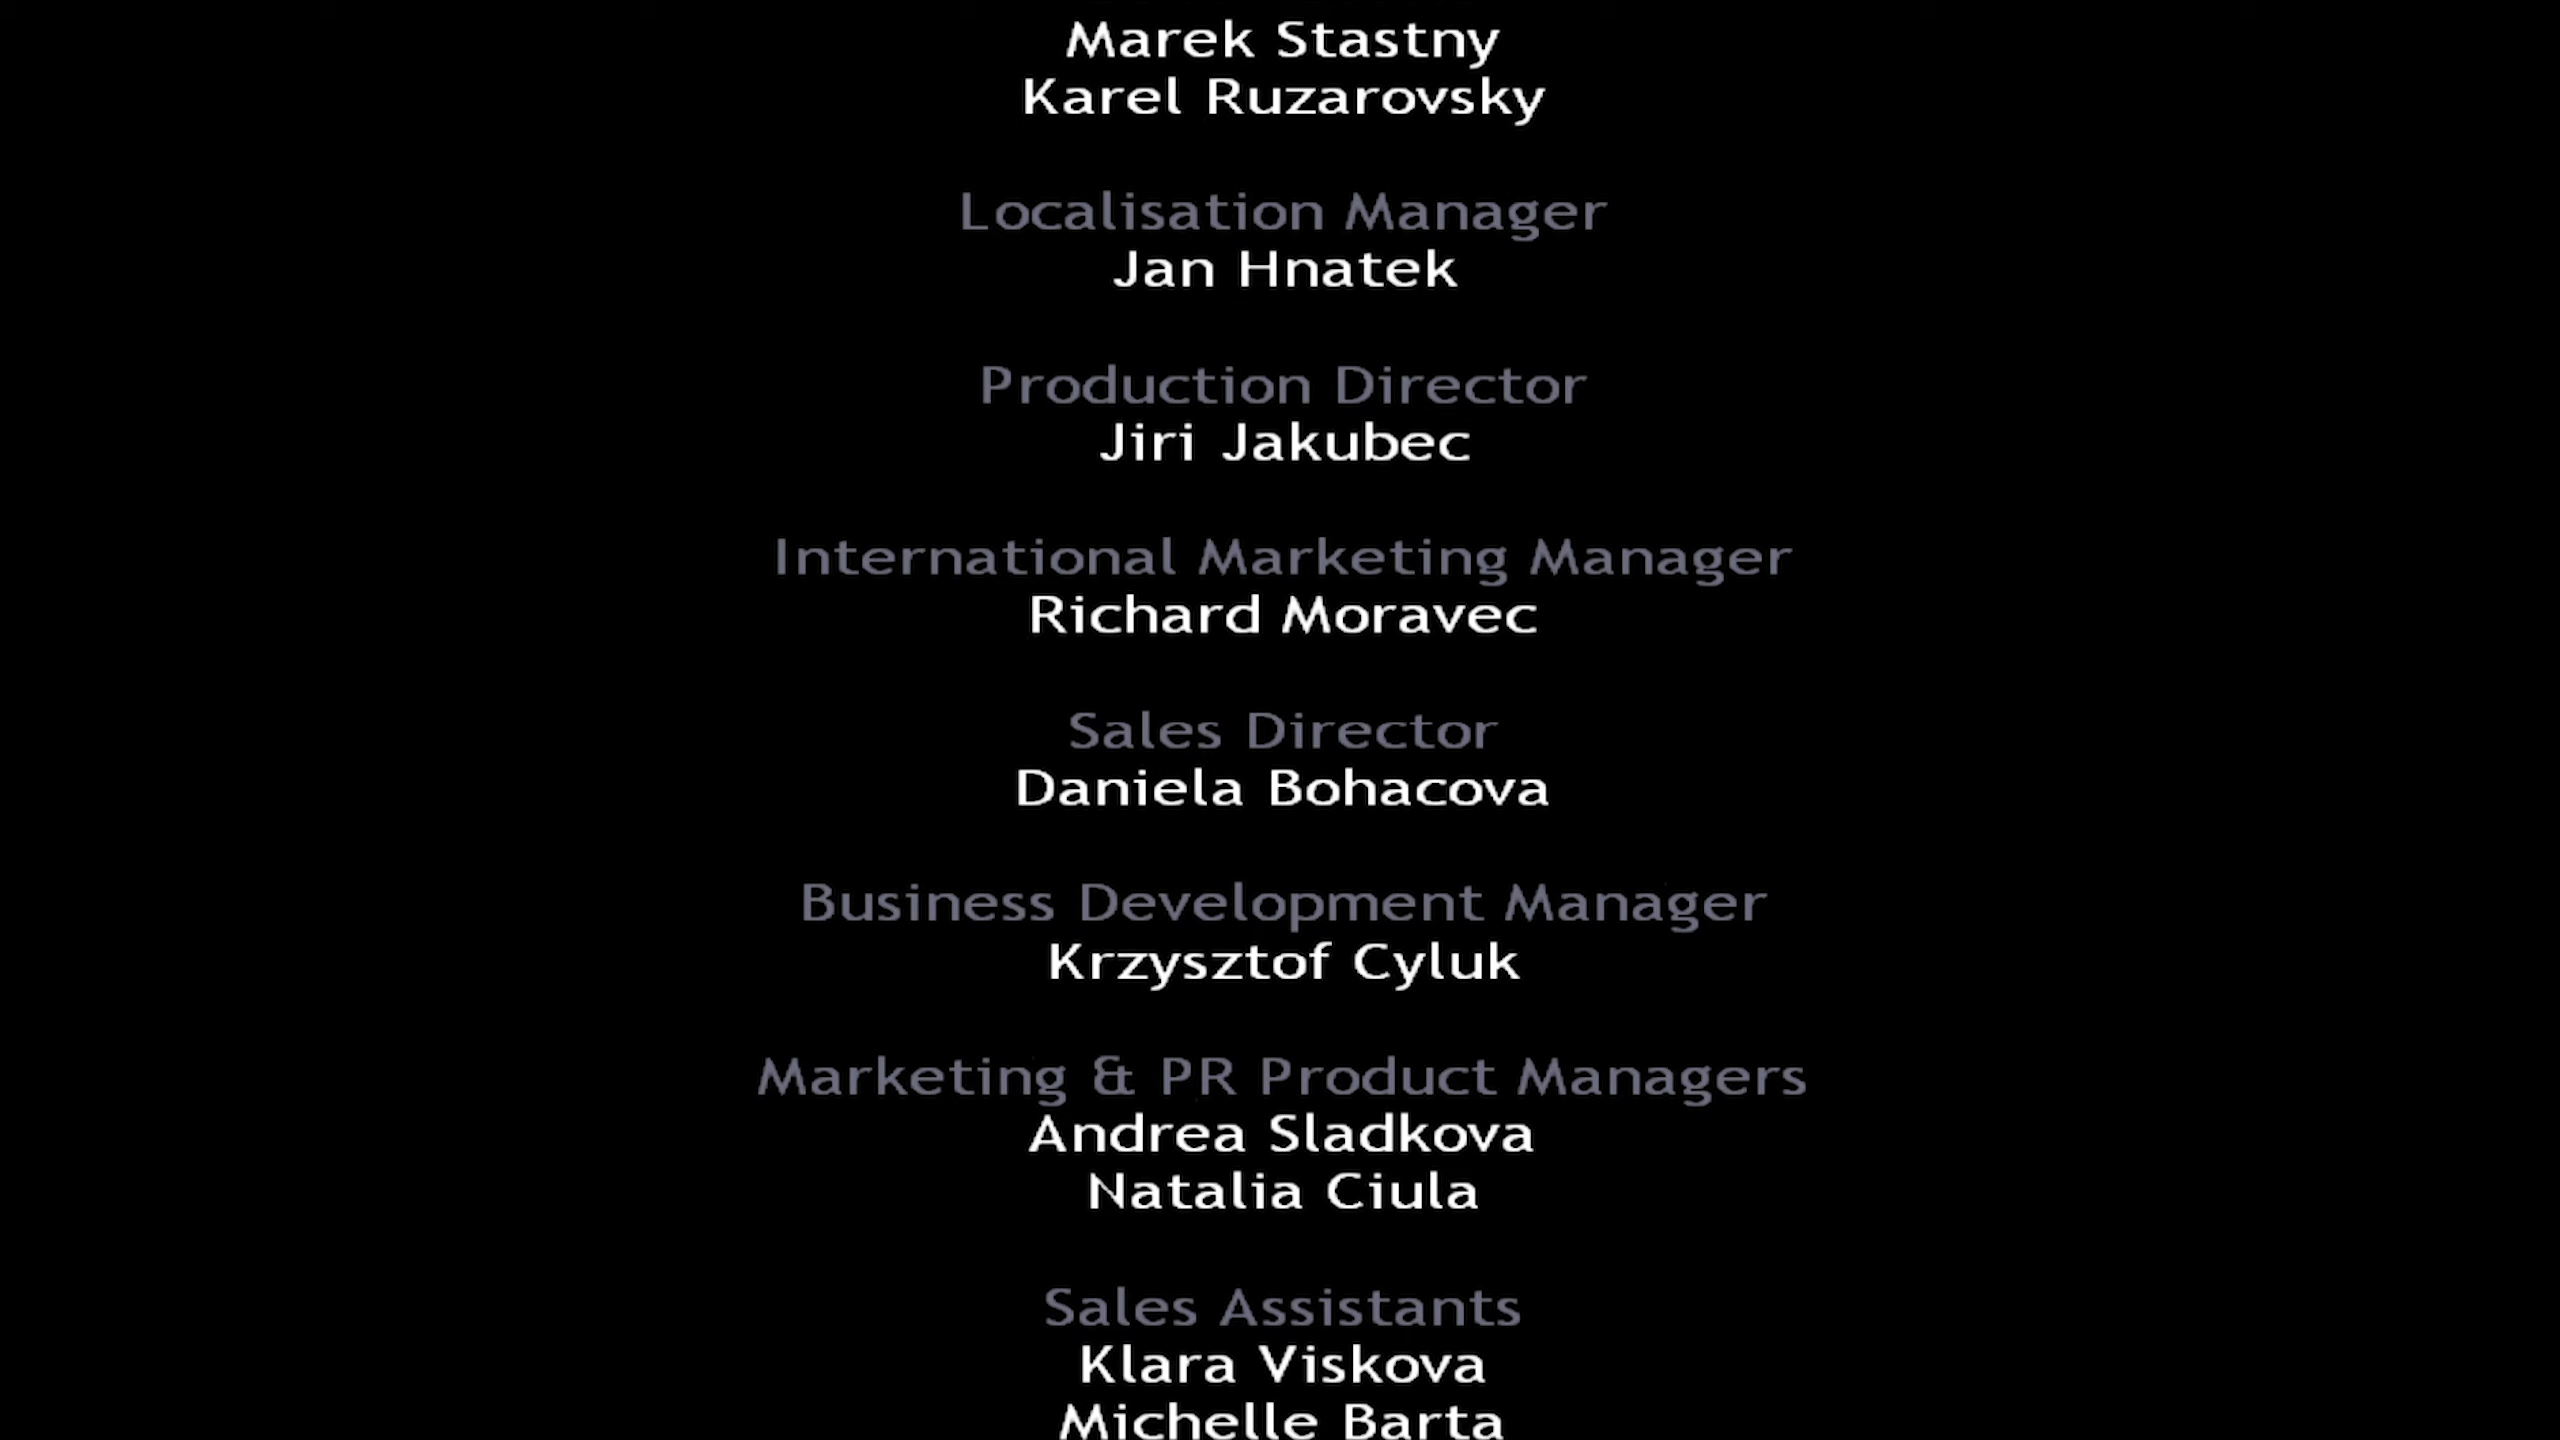 Marek Stastny
Karel Ruzarovsky
Localisation Manager
Jan Hnatek
Production Director
Jiri Jakubec
International Marketing Manager
Richard Moravec
Sales Director
Daniela Bohacova
Business Development Manager
Krzysztof Cyluk
Marketing & PR Product Managers
Andrea Sladkova
Natalia Ciula
Sales Assistants
Klara Viskova
Michelle Barta